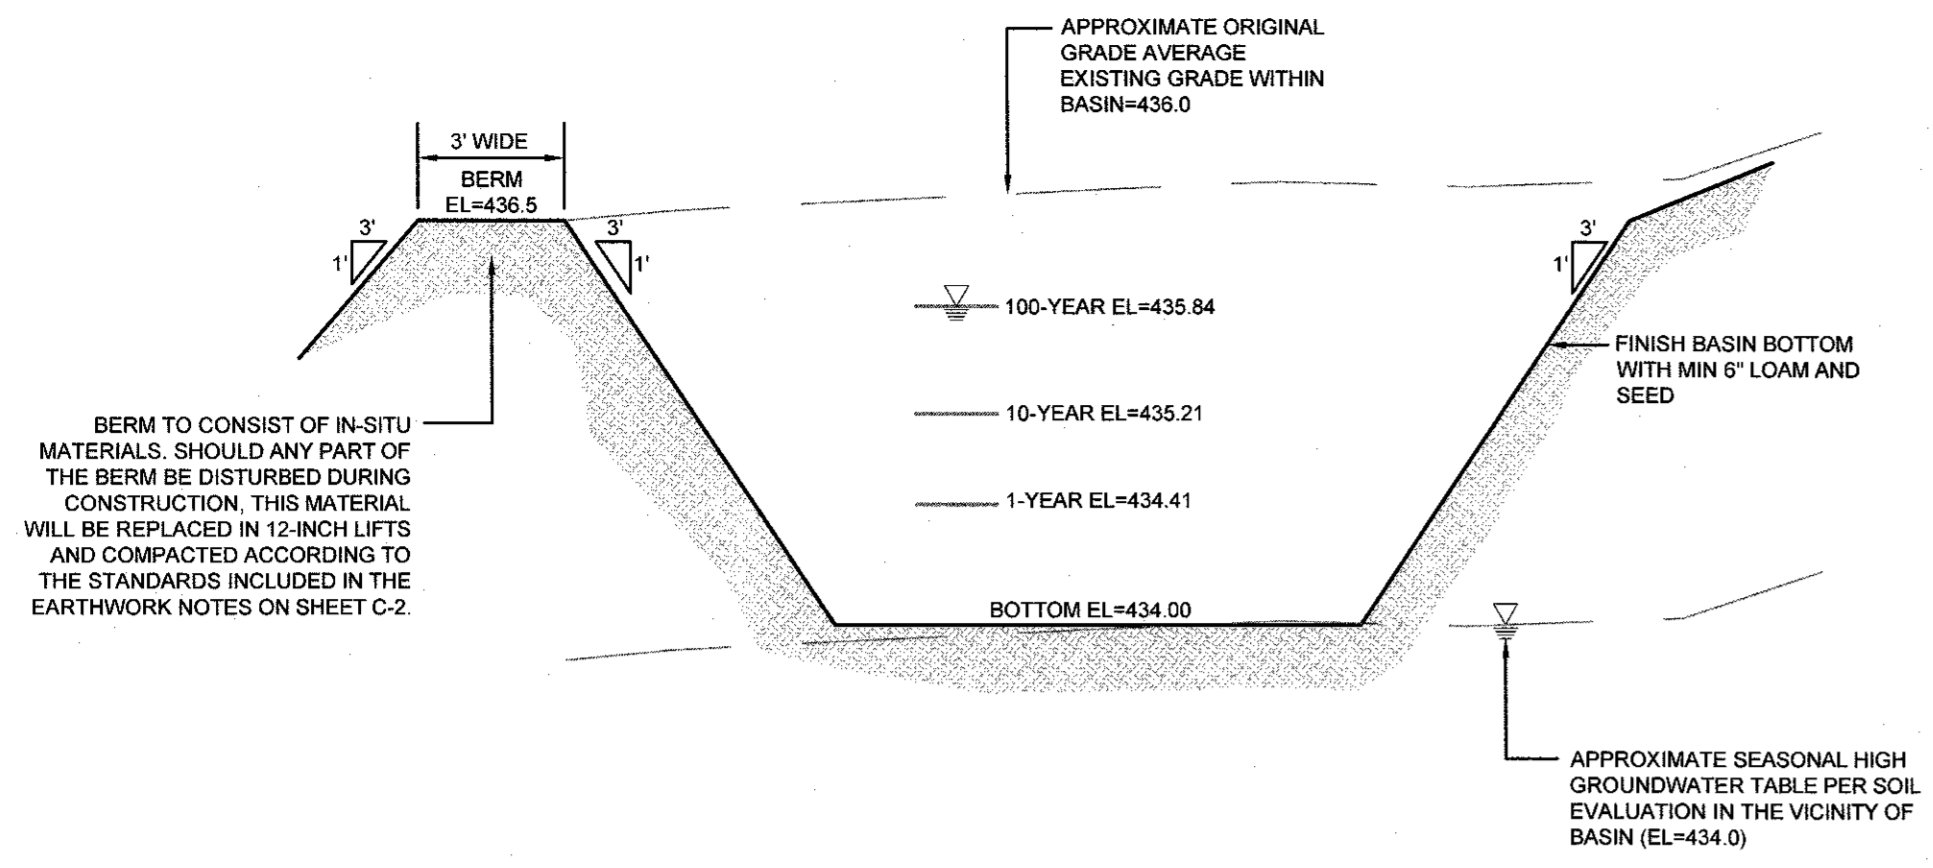 APPROXIMATE ORIGINAL
GRADE AVERAGE
EXISTING GRADE WITHIN
BASIN=436.0
3' WIDE
BERM
EL=436.5
3'
1'
3'
1'
3'
1'
100-YEAR EL=435.84
10-YEAR EL=435.21
1-YEAR EL=434.41
BOTTOM EL=434.00
FINISH BASIN BOTTOM
WITH MIN 6" LOAM AND
SEED
BERM TO CONSIST OF IN-SITU
MATERIALS. SHOULD ANY PART OF
THE BERM BE DISTURBED DURING
CONSTRUCTION, THIS MATERIAL
WILL BE REPLACED IN 12-INCH LIFTS
AND COMPACTED ACCORDING TO
THE STANDARDS INCLUDED IN THE
EARTHWORK NOTES ON SHEET C-2.
APPROXIMATE SEASONAL HIGH
GROUNDWATER TABLE PER SOIL
EVALUATION IN THE VICINITY OF
BASIN (EL=434.0)